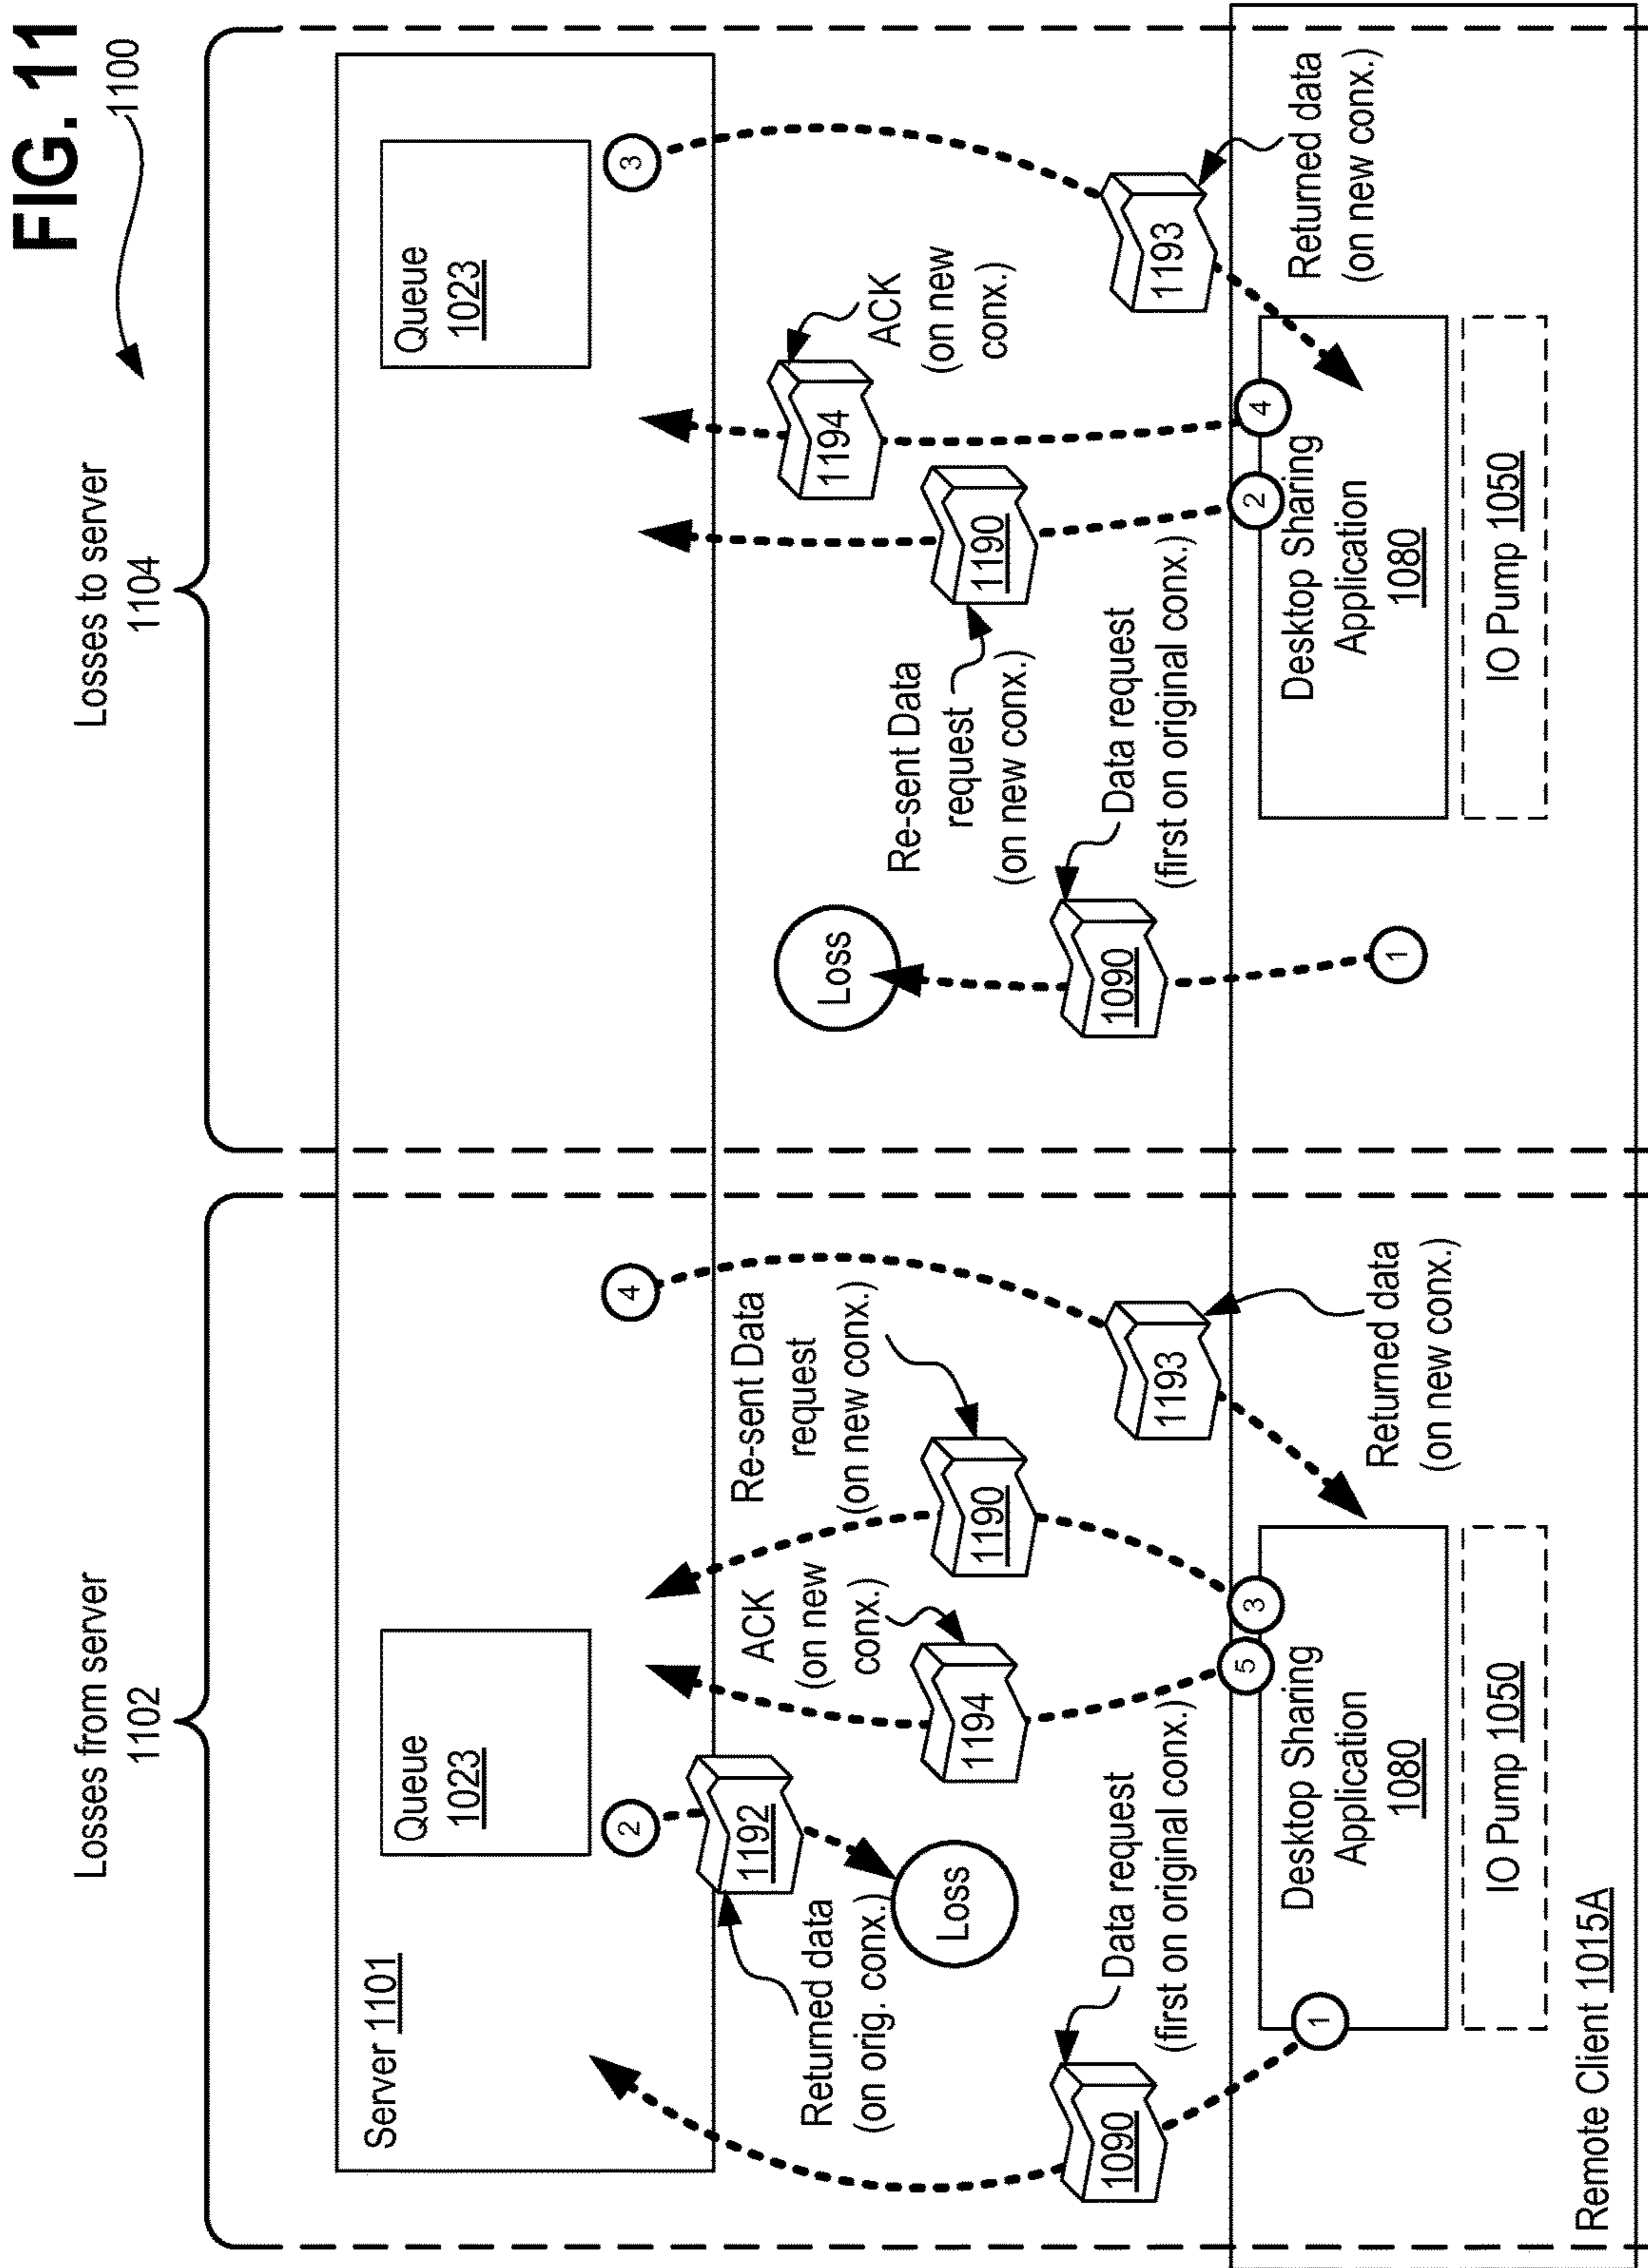 FIG. 11
1100
Losses from server
1102
Losses to server
1104
Server 1101
Queue
1023
2
4
1192
Returned data
(on orig. conx.)
Loss
ACK
(on new
conx.)
1194
Re-sent Data
request
(on new conx.)
1190
1090
Data request
(first on original conx.)
1193
Returned data
(on new conx.)
1
5
3
Desktop Sharing
Application
1080
IO Pump 1050
Remote Client 1015A
Queue
1023
3
Loss
1090
Data request
(first on original conx.)
Re-sent Data
request
(on new conx.)
1190
1194
ACK
(on new
conx.)
1193
Returned data
(on new conx.)
1
2
4
Desktop Sharing
Application
1080
IO Pump 1050